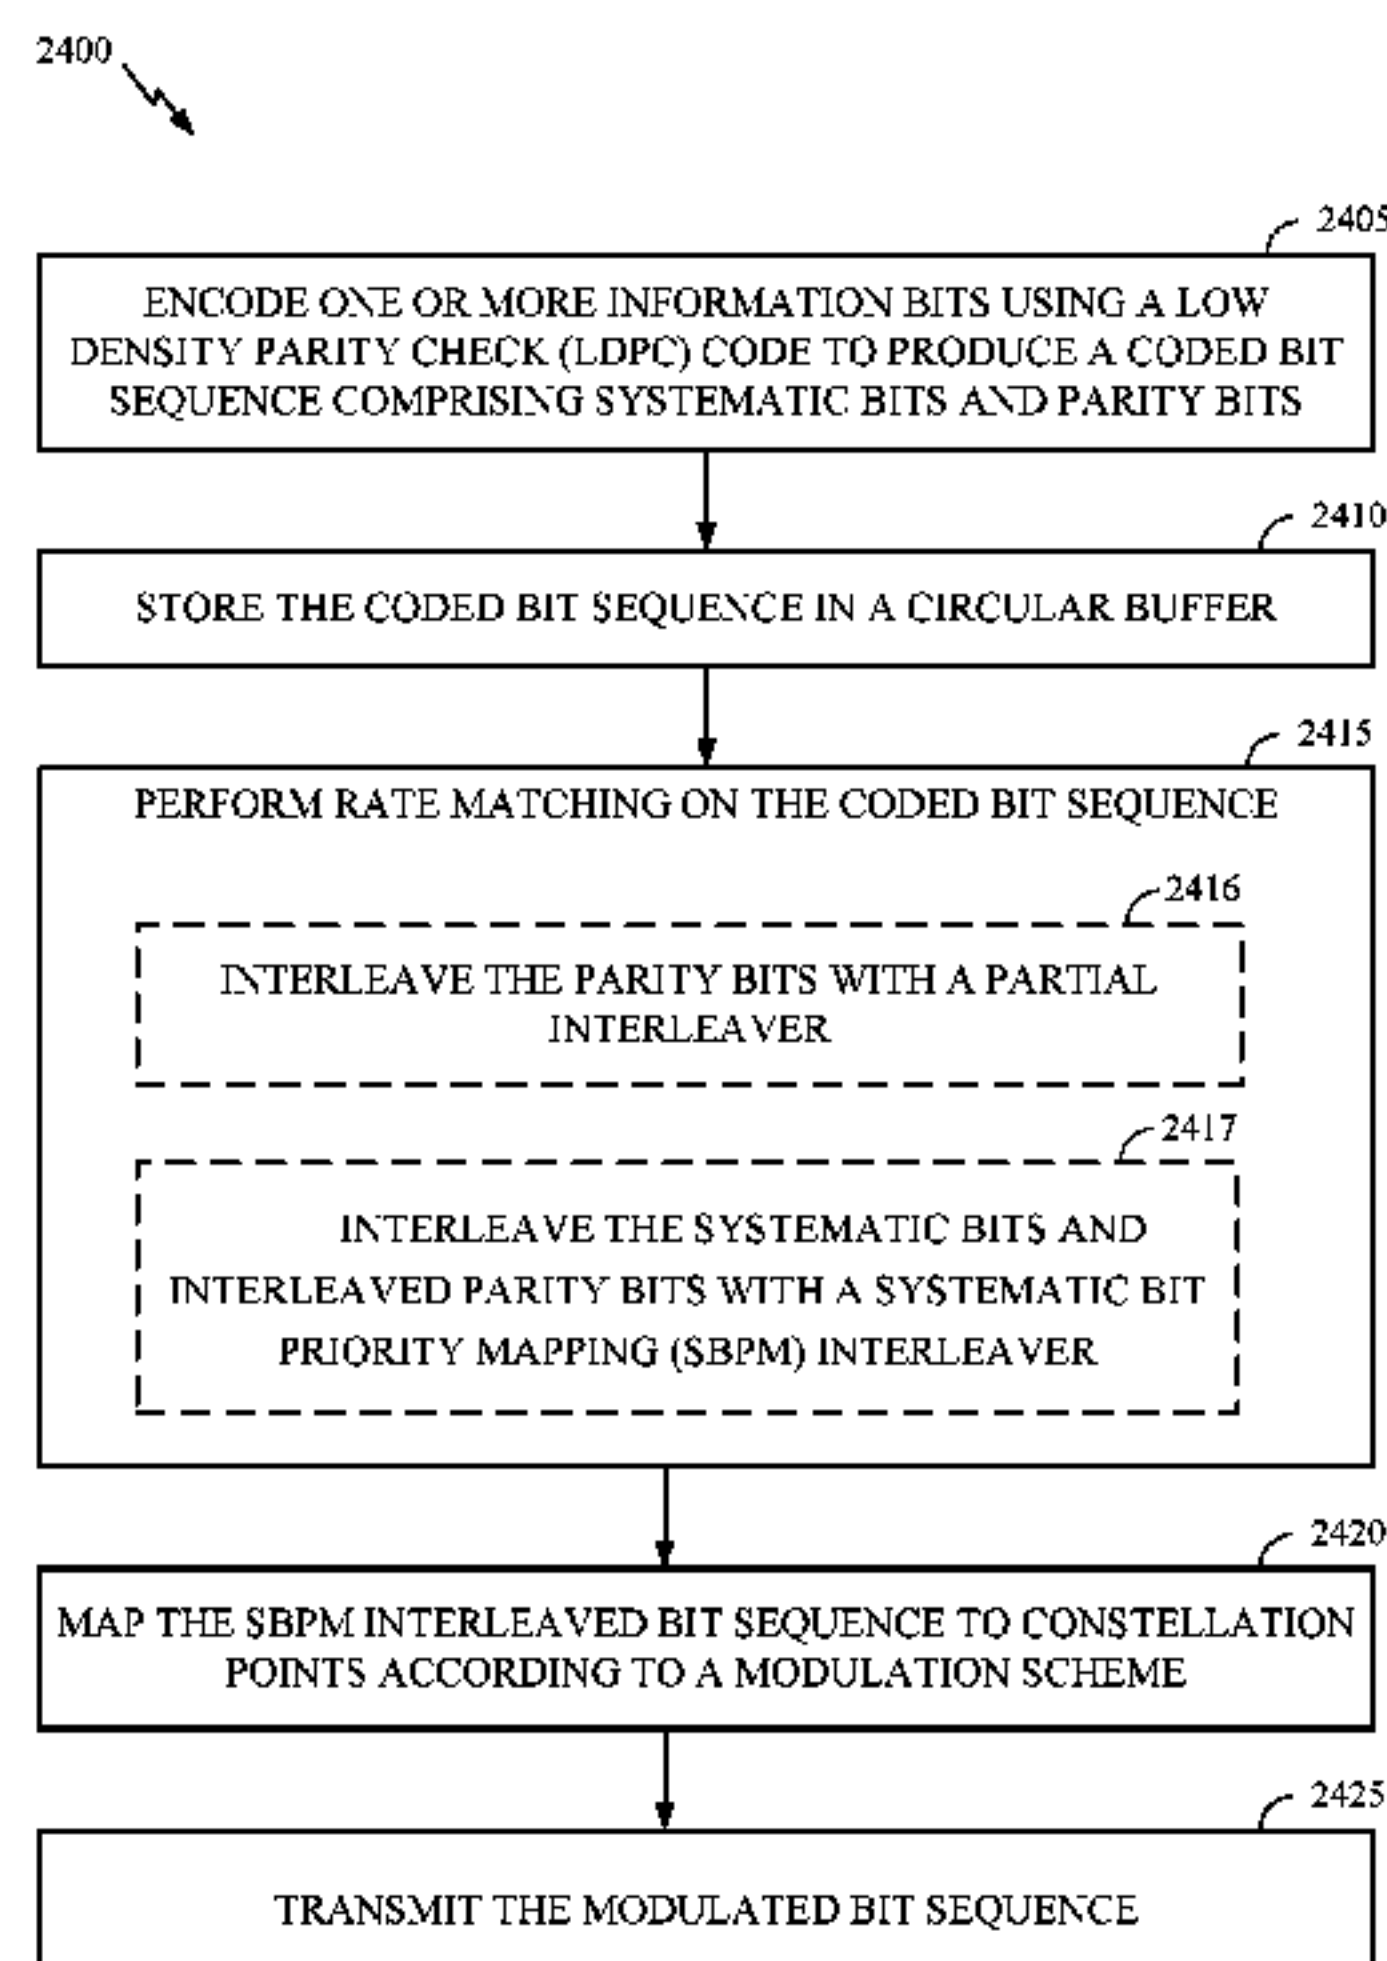 2400
2405
ENCODE ONE OR MORE INFORMATION BITS USING A LOW
DENSITY PARITY CHECK (LDPC) CODE TO PRODUCE A CODED BIT
SEQUENCE COMPRISING SYSTEMATIC BITS AND PARITY BITS
2410
STORE THE CODED BIT SEQUENCE IN A CIRCULAR BUFFER
2415
PERFORM RATE MATCHING ON THE CODED BIT SEQUENCE
2416
INTERLEAVE THE PARITY BITS WITH A PARTIAL
INTERLEAVER
2417
INTERLEAVE THE SYSTEMATIC BITS AND
INTERLEAVED PARITY BITS WITH A SYSTEMATIC BIT
PRIORITY MAPPING (SBPM) INTERLEAVER
2420
MAP THE SBPM INTERLEAVED BIT SEQUENCE TO CONSTELLATION
POINTS ACCORDING TO A MODULATION SCHEME
2425
TRANSMIT THE MODULATED BIT SEQUENCE